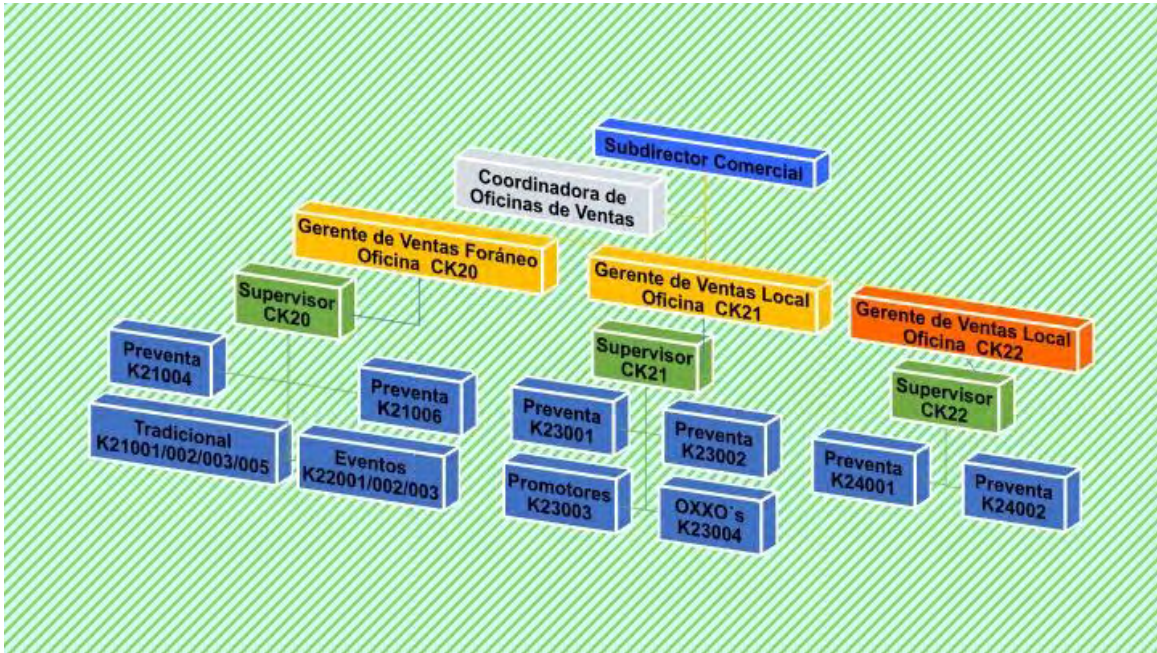 Subdirector Comercial
Coordinadora de
Oficinas de Ventas
Gerente de Ventas Foráneo
Oficina CK20
Gerente de Ventas Local
Oficina CK21
Gerente de Ventas Local
Oficina CK22
Supervisor
CK20
Supervisor
CK21
Supervisor
CK22
Preventa
K21004
Preventa
K21006
Tradicional
K21001/002/003/005
Eventos
K22001/002/003
Preventa
K23001
Preventa
K23002
Promotores
K23003
OXXO`s
K23004
Preventa
K24001
Preventa
K24002